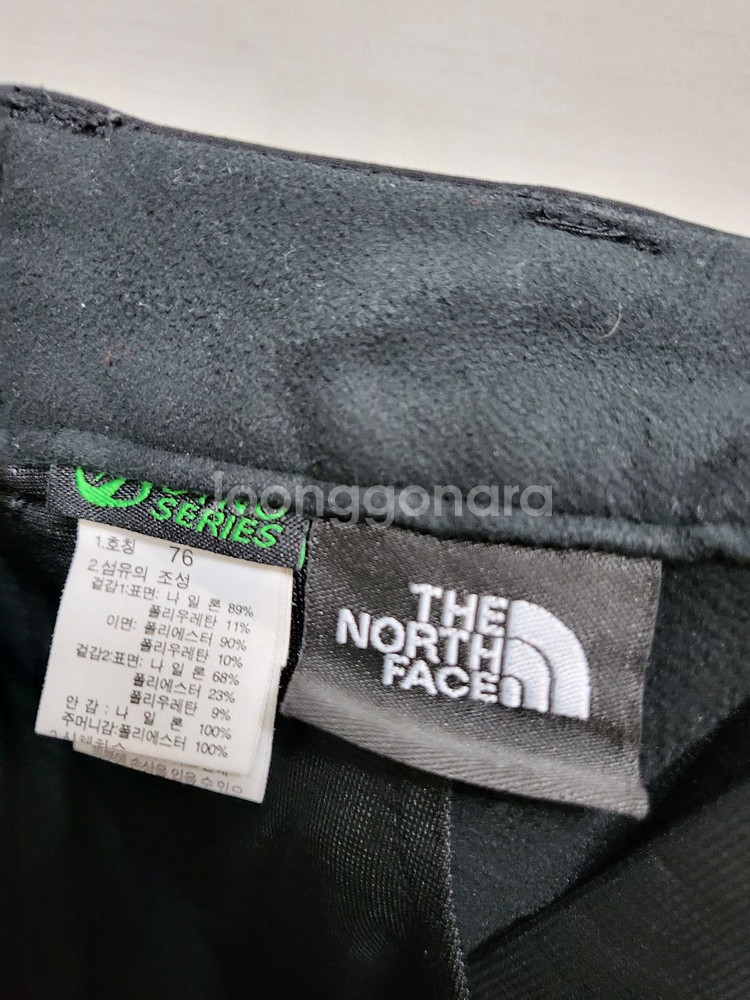 joonggonara
SERIES
1.호칭 76
2.섬유의 조성
겉감1:표면: 나 일 론 89%
폴리우레탄 11%
이면: 폴리에스터 90%
폴리우레탄 10%
겉감2:표면: 나 일 론 68%
폴리에스터 23%
폴리우레탄 9%
안 감 : 나 일 론 100%
주머니감:폴리에스터 100%
THE
NORTH
FACE